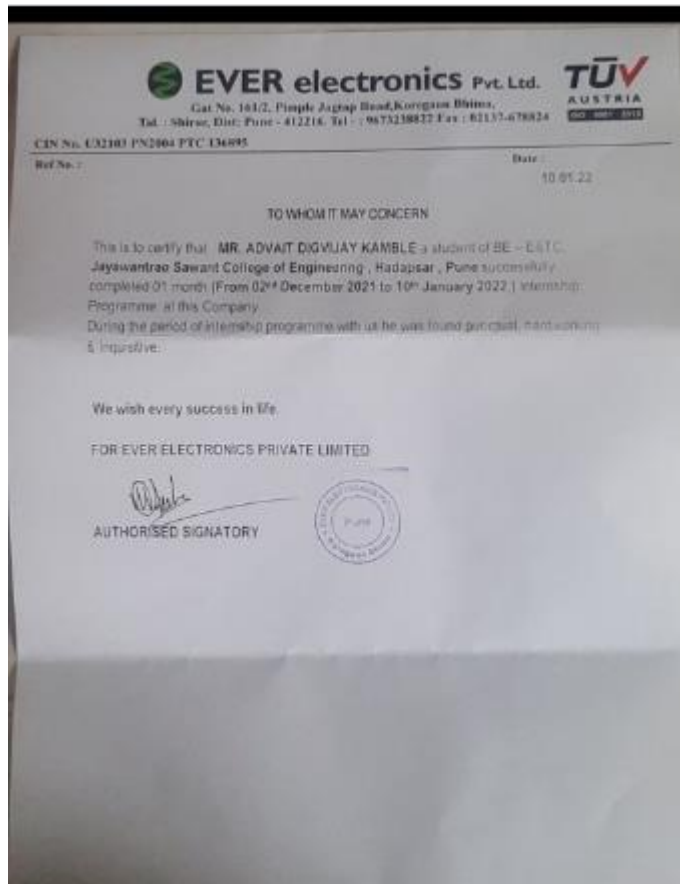 EVER electronics Pvt. Ltd.
TÜV
AUSTRIA
Gat No. 161/2, Pimple Jagtap Road, Koregaon Bhima,
Tal. : Shirur, Dist: Pune - 412216. Tel - : 9673238822 Fax : 02137-678824
CIN No. U32103 PN2004 PTC 136895
Ref No. :
Date :
10.01.22
TO WHOM IT MAY CONCERN
This is to certify that MR. ADVAIT DIGVIJAY KAMBLE a student of BE – E&TC,
Jayawantrao Sawant College of Engineering , Hadapsar , Pune successfully
completed 01 month (From 02nd December 2021 to 10th January 2022 ) Internship
Programme at this Company.
During the period of internship programme with us he was found punctual, hard working
& Inquisitive.
We wish every success in life.
FOR EVER ELECTRONICS PRIVATE LIMITED
AUTHORISED SIGNATORY